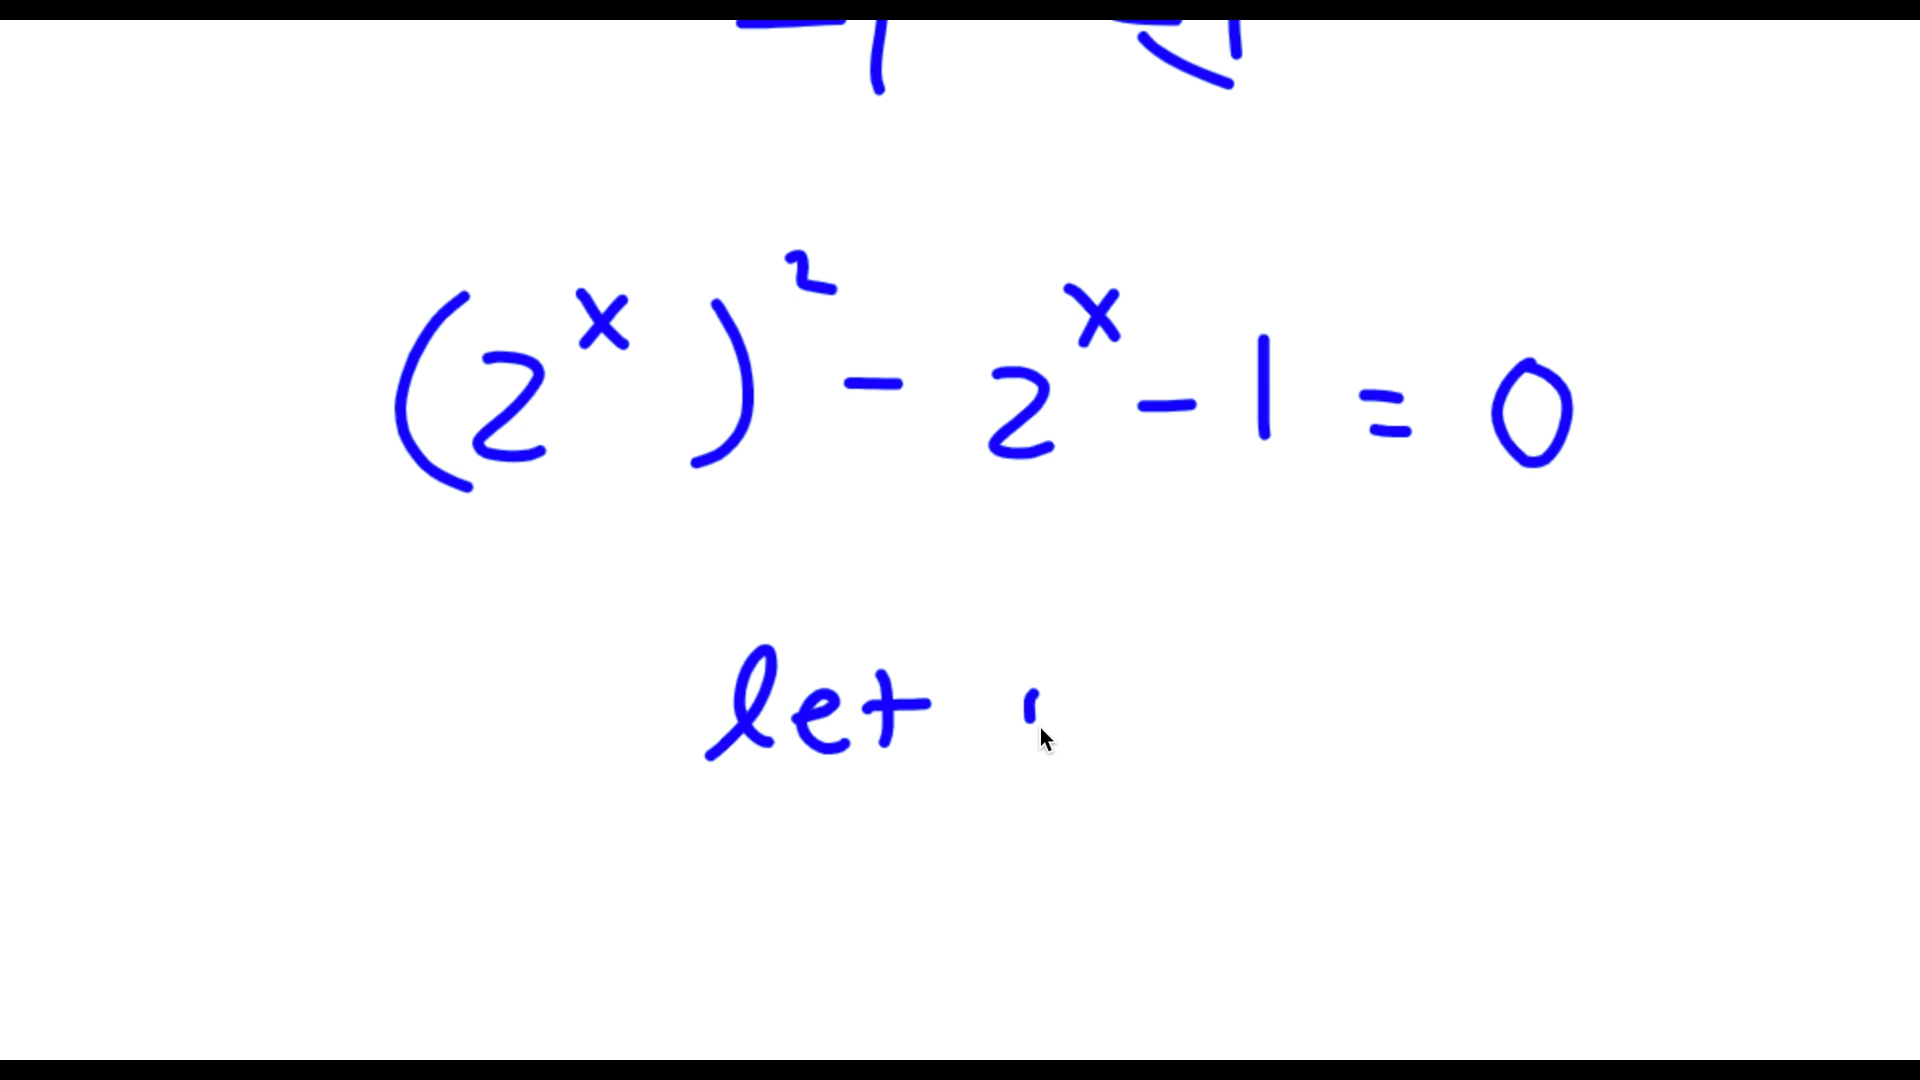 (2^x)^2 - 2^x - 1 = 0
let